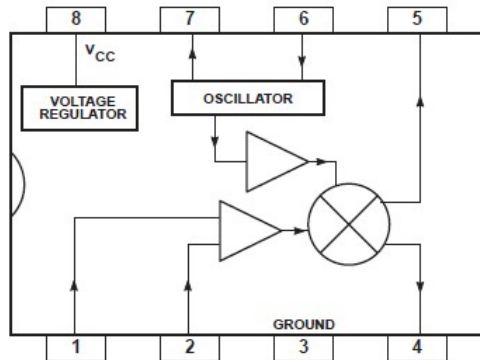 8 7 6 5
VCC
VOLTAGE
REGULATOR
OSCILLATOR
GROUND
1 2 3 4